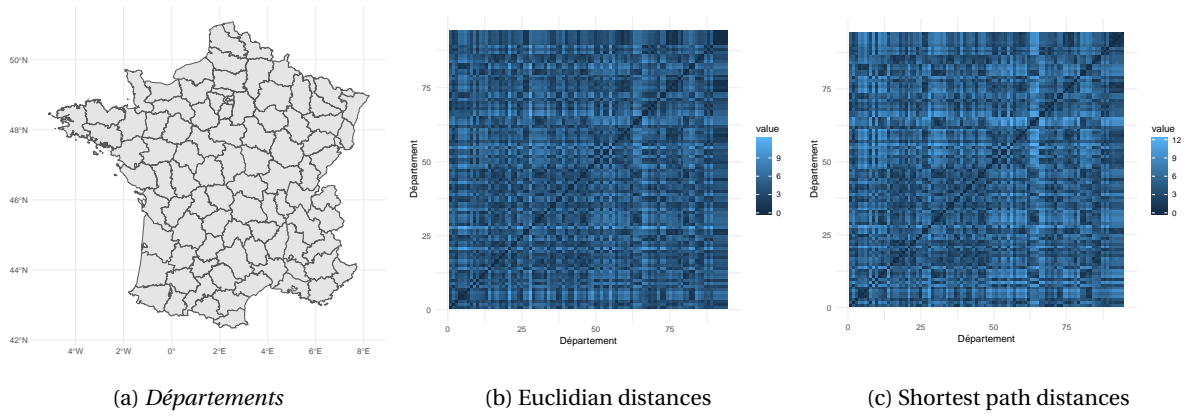 50°N
48°N
46°N
44°N
42°N
4°W
2°W
0°
2°E
4°E
6°E
8°E
(a) Départements
Département
75
50
25
0
0
25
50
75
Département
value
9
6
3
0
(b) Euclidian distances
Département
75
50
25
0
0
25
50
75
Département
value
12
9
6
3
0
(c) Shortest path distances